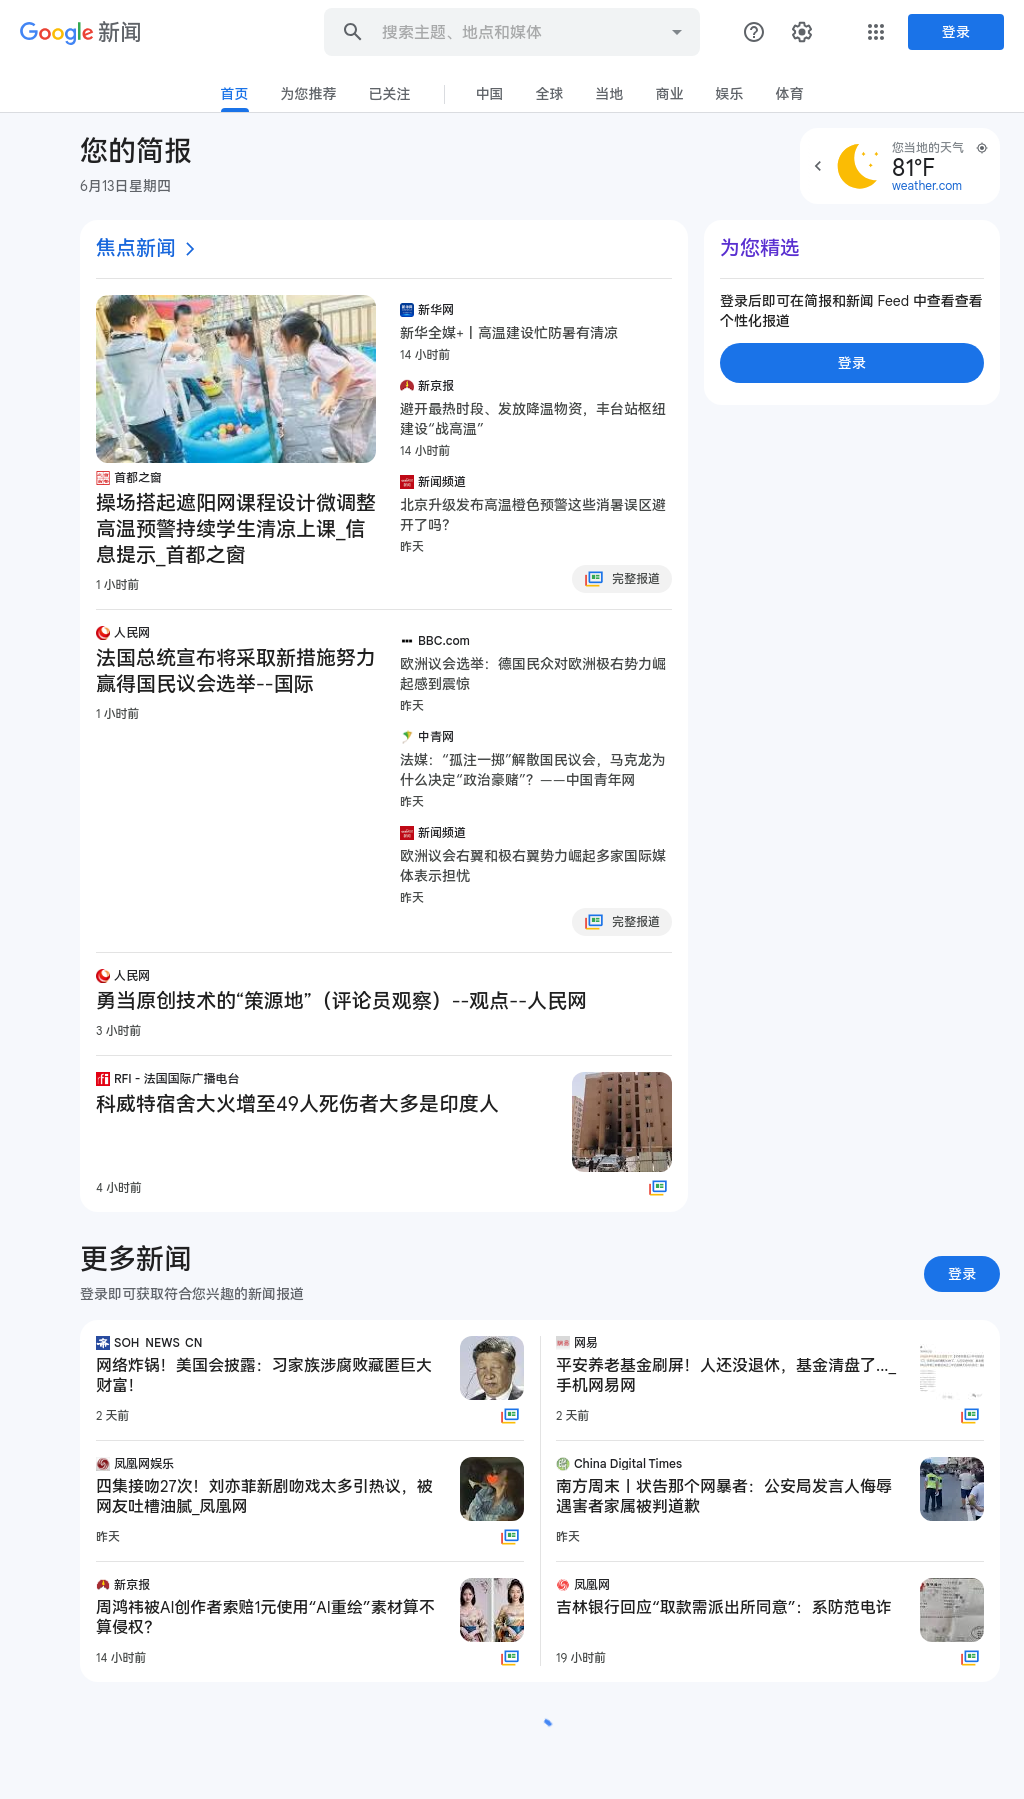 Google 新闻
搜索主题、地点和媒体
登录
首页 为您推荐 已关注 中国 全球 当地 商业 娱乐 体育
您的简报
6月13日星期四
您当地的天气
81°F
weather.com
焦点新闻
首都之窗
操场搭起遮阳网课程设计微调整
高温预警持续学生清凉上课_信
息提示_首都之窗
1 小时前
新华网
新华全媒+丨高温建设忙防暑有清凉
14 小时前
新京报
避开最热时段、发放降温物资，丰台站枢纽
建设“战高温”
14 小时前
新闻频道
北京升级发布高温橙色预警这些消暑误区避
开了吗？
昨天
完整报道
为您精选
登录后即可在简报和新闻 Feed 中查看查看
个性化报道
登录
人民网
法国总统宣布将采取新措施努力
赢得国民议会选举--国际
1 小时前
BBC.com
欧洲议会选举：德国民众对欧洲极右势力崛
起感到震惊
昨天
中青网
法媒：“孤注一掷”解散国民议会，马克龙为
什么决定“政治豪赌”？——中国青年网
昨天
新闻频道
欧洲议会右翼和极右翼势力崛起多家国际媒
体表示担忧
昨天
完整报道
人民网
勇当原创技术的“策源地”（评论员观察）--观点--人民网
3 小时前
RFI - 法国国际广播电台
科威特宿舍大火增至49人死伤者大多是印度人
4 小时前
更多新闻
登录即可获取符合您兴趣的新闻报道
登录
SOH NEWS CN
网络炸锅！美国会披露：习家族涉腐败藏匿巨大
财富！
2 天前
网易
平安养老基金刷屏！人还没退休，基金清盘了..._
手机网易网
2 天前
凤凰网娱乐
四集接吻27次！刘亦菲新剧吻戏太多引热议，被
网友吐槽油腻_凤凰网
昨天
China Digital Times
南方周末丨状告那个网暴者：公安局发言人侮辱
遇害者家属被判道歉
昨天
新京报
周鸿祎被AI创作者索赔1元使用“AI重绘”素材算不
算侵权？
14 小时前
凤凰网
吉林银行回应“取款需派出所同意”：系防范电诈
19 小时前